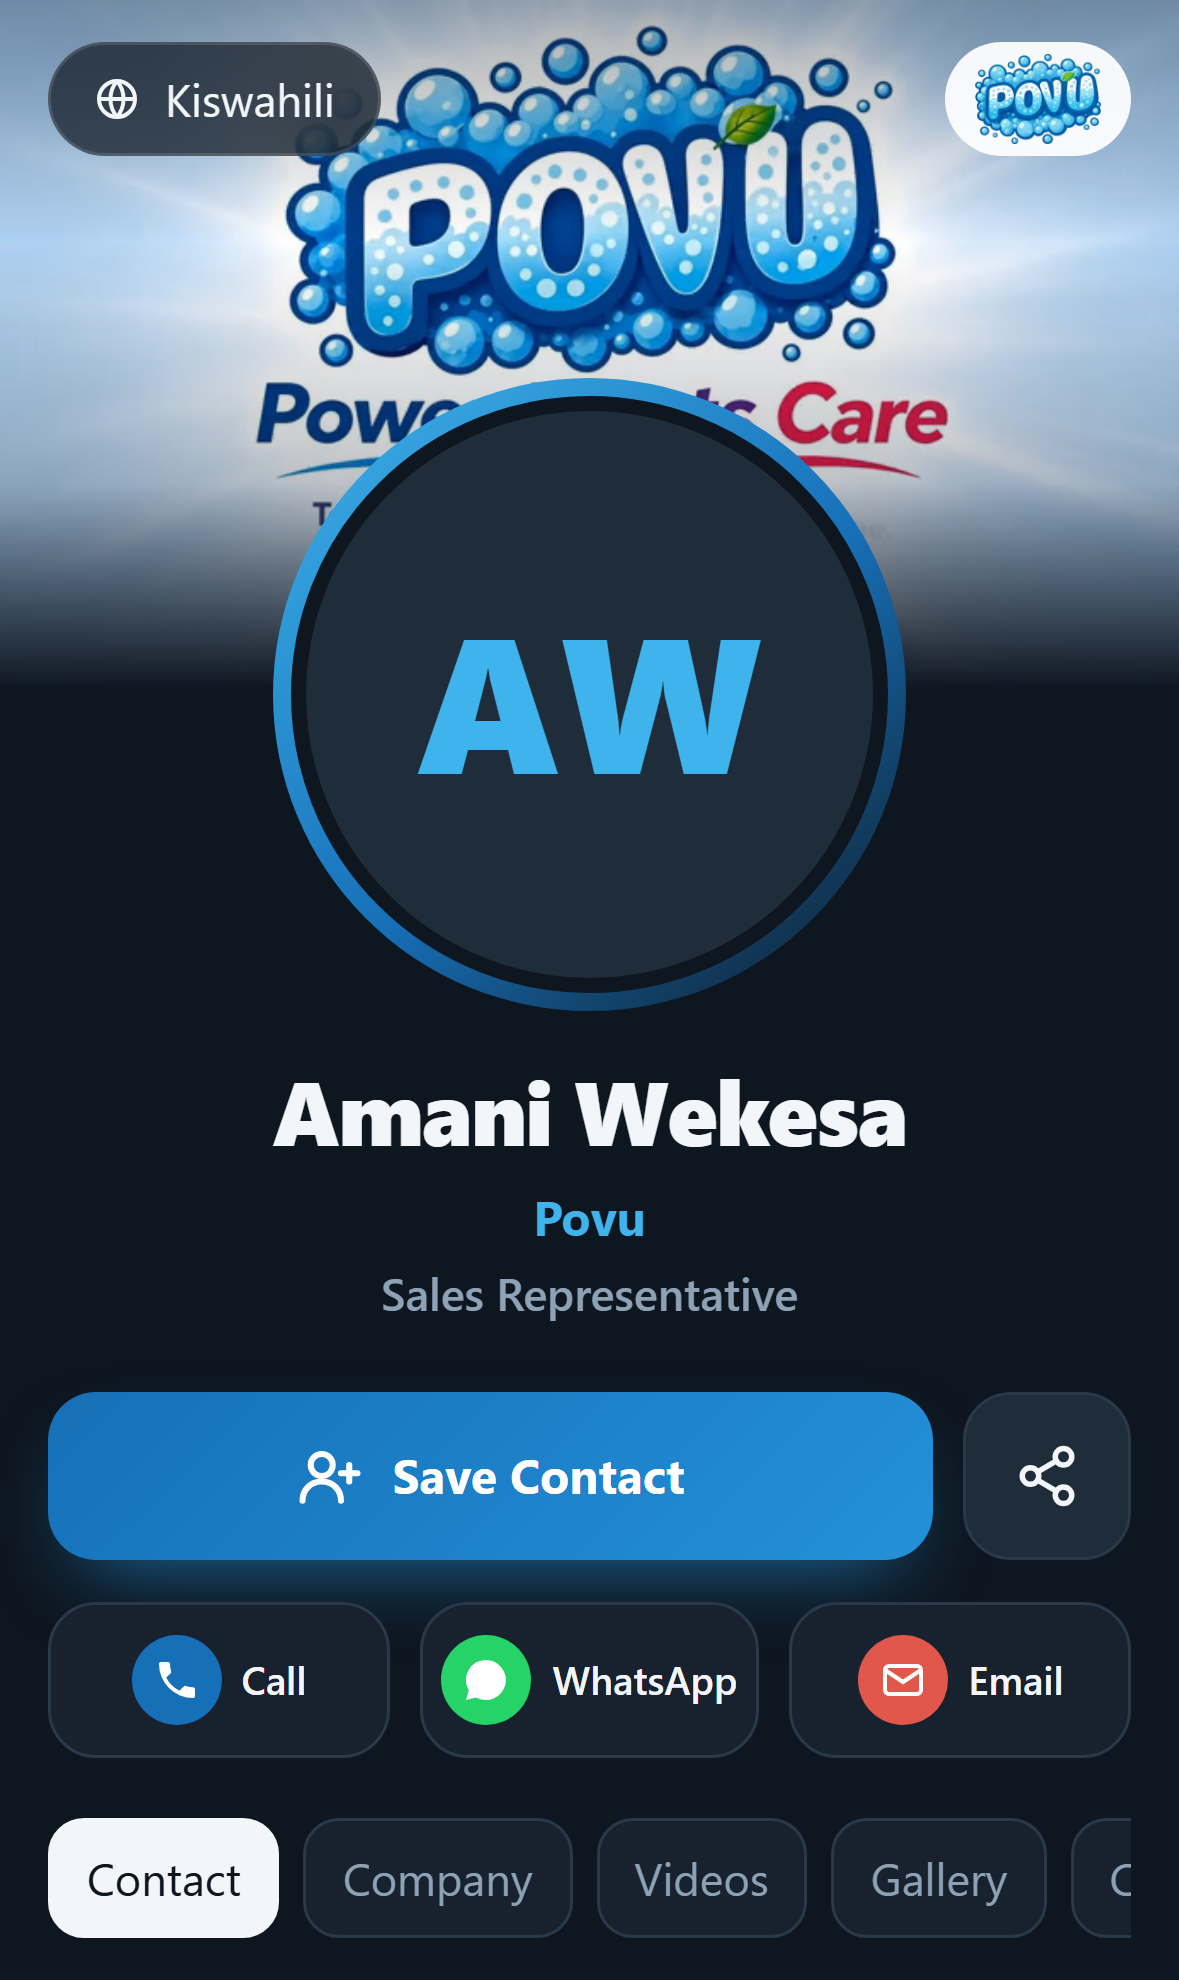 Kiswahili
POVU
POVU
Care
AW
Amani Wekesa
Povu
Sales Representative
Save Contact
Call
WhatsApp
Email
Contact
Company
Videos
Gallery